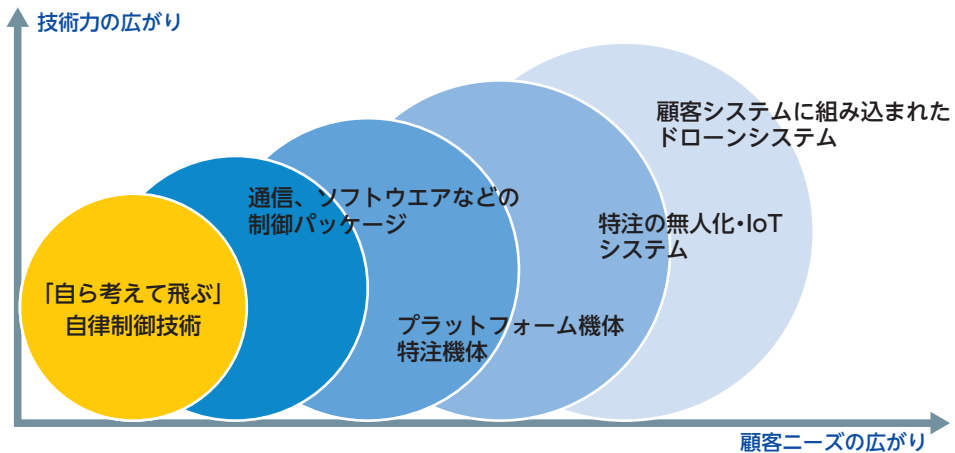 技術力の広がり
顧客システムに組み込まれた
ドローンシステム
通信、ソフトウエアなどの
制御パッケージ
特注の無人化・IoT
システム
「自ら考えて飛ぶ」
自律制御技術
プラットフォーム機体
特注機体
顧客ニーズの広がり